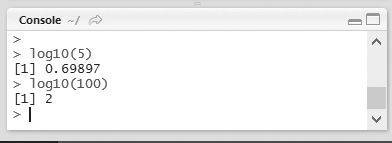 Console ~/
>
> log10(5)
[1] 0.69897
> log10(100)
[1] 2
>